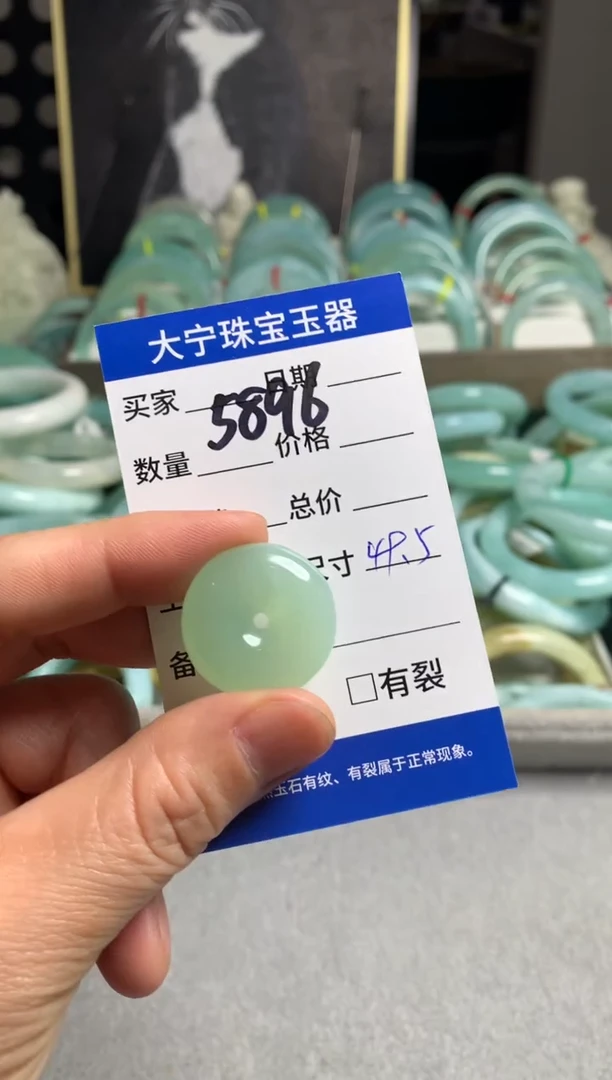 大宁珠宝玉器
买家 日期
5896
数量 价格
总价
尺寸 49.5
备
□有裂
玉石有纹、有裂属于正常现象。